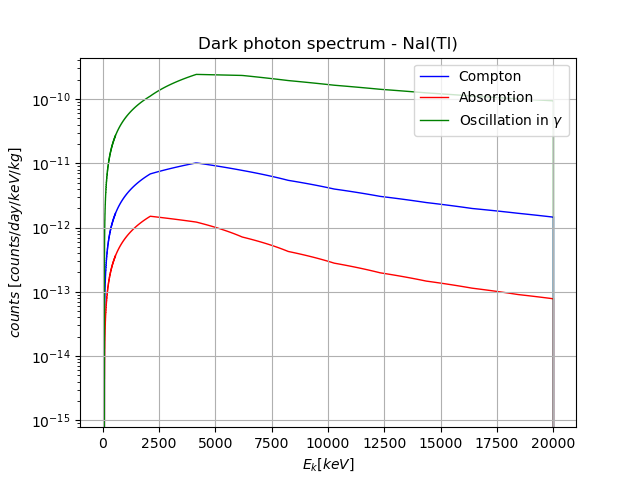 Dark photon spectrum - NaI(Tl)
Compton
Absorption
Oscillation in γ
counts [counts/day/keV/kg]
10⁻¹⁰
10⁻¹¹
10⁻¹²
10⁻¹³
10⁻¹⁴
10⁻¹⁵
0 2500 5000 7500 10000 12500 15000 17500 20000
E_k[keV]